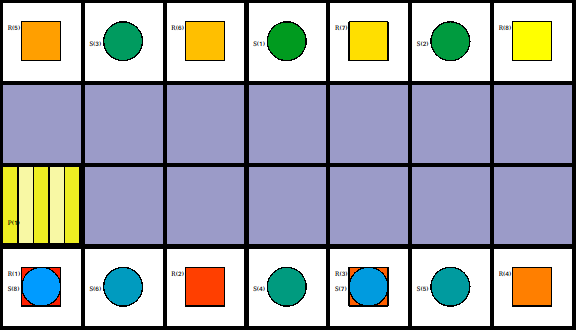 R(5)
S(3)
R(6)
S(1)
R(7)
S(2)
R(8)
P(1)
R(1)
S(8)
S(6)
R(2)
S(4)
R(3)
S(7)
S(5)
R(4)